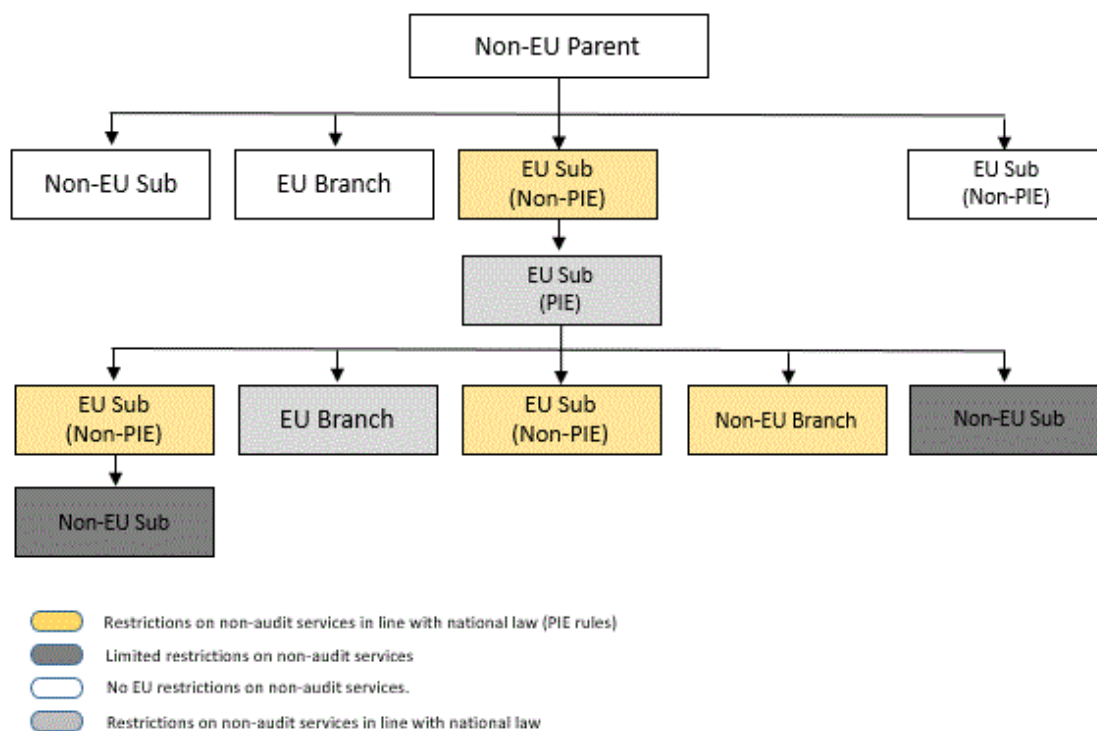 Non-EU Parent
Non-EU Sub
EU Branch
EU Sub
(Non-PIE)
EU Sub
(Non-PIE)
EU Sub
(PIE)
EU Sub
(Non-PIE)
EU Branch
EU Sub
(Non-PIE)
Non-EU Branch
Non-EU Sub
Non-EU Sub
Restrictions on non-audit services in line with national law (PIE rules)
Limited restrictions on non-audit services
No EU restrictions on non-audit services.
Restrictions on non-audit services in line with national law